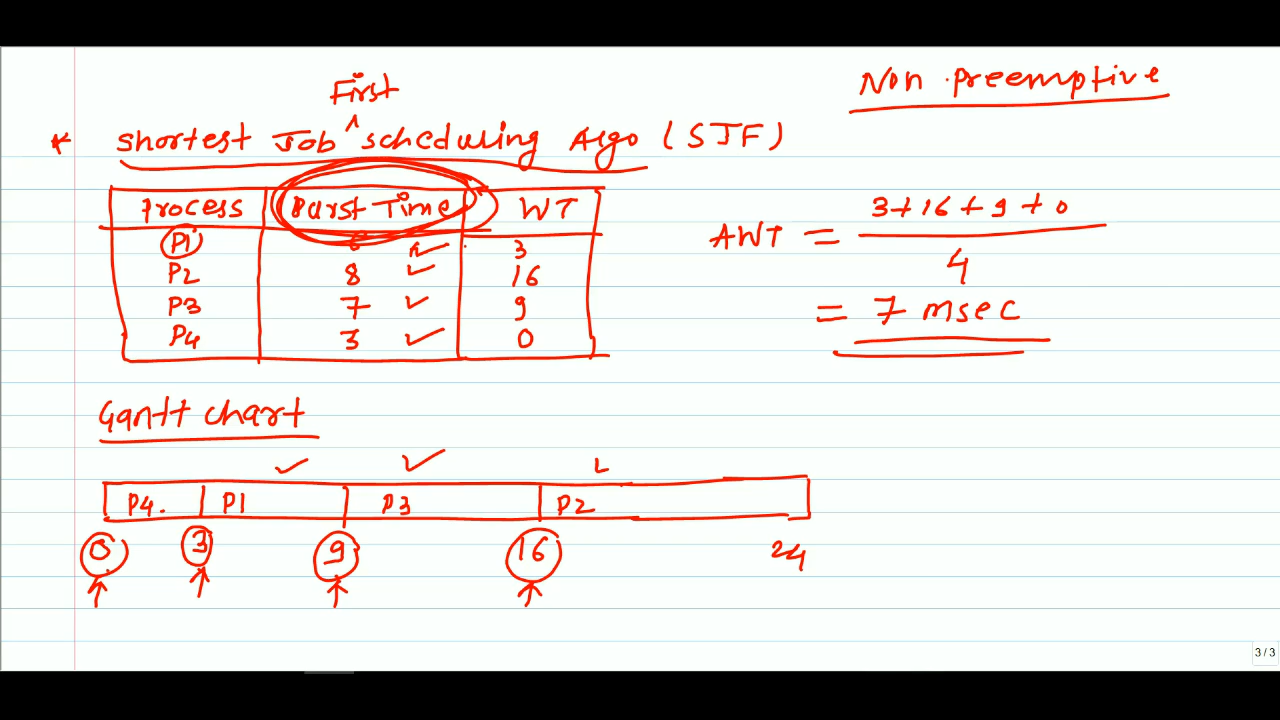 Non preemptive
First
* shortest Job ^ scheduling Algo (SJF)
Process Burst Time WT
P1 6 3
P2 8 16
P3 7 9
P4 3 0
AWT = 3+16+9+0
4
= 7 msec
Gantt chart
P4. P1 P3 P2
0 3 9 16 24
3/3